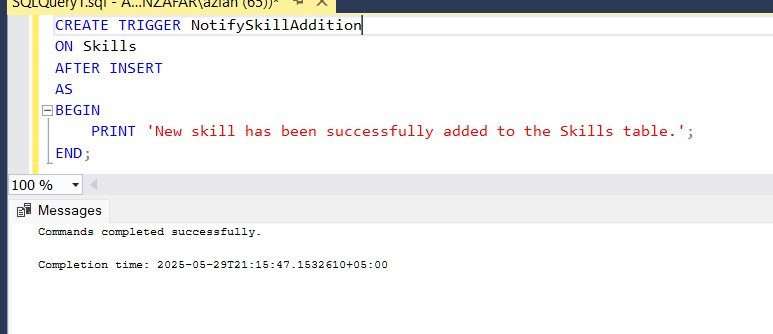 SQLQuery1.sql - A...NZAFAR\azlan (65))*
CREATE TRIGGER NotifySkillAddition
ON Skills
AFTER INSERT
AS
BEGIN
PRINT 'New skill has been successfully added to the Skills table.';
END;
100 %
Messages
Commands completed successfully.
Completion time: 2025-05-29T21:15:47.1532610+05:00